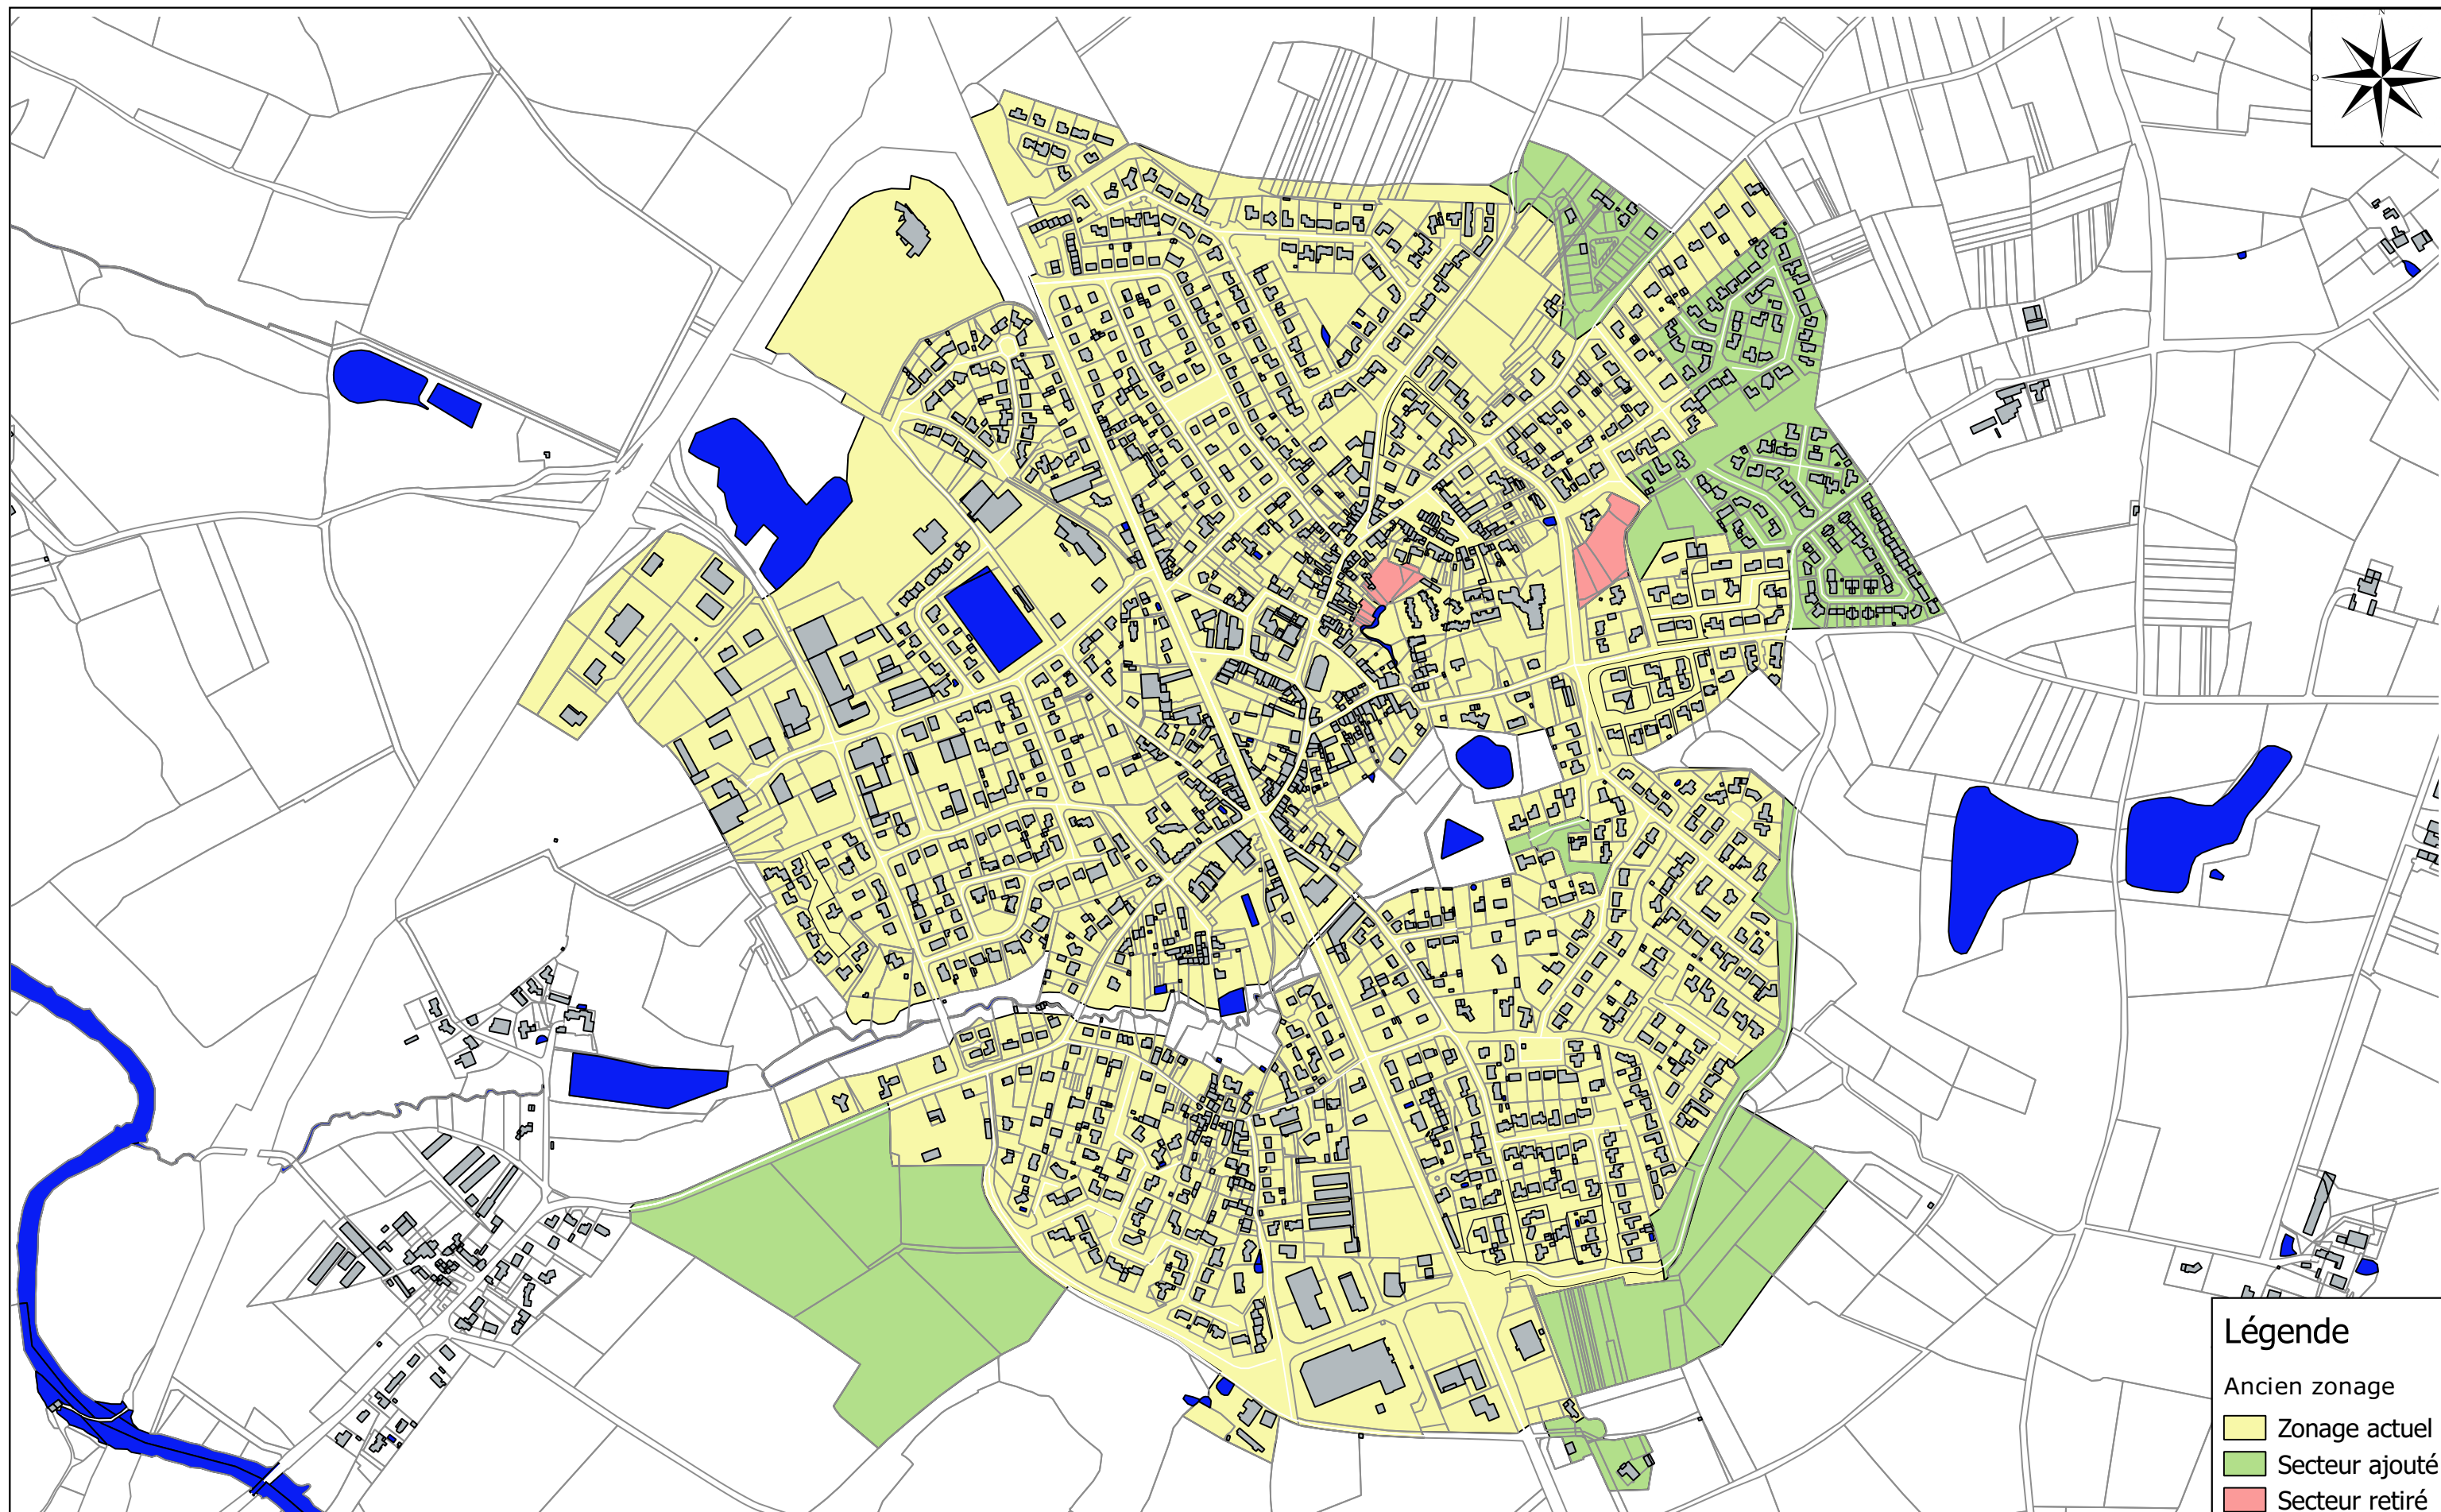 N
O
S
Légende
Ancien zonage
Zonage actuel
Secteur ajouté
Secteur retiré